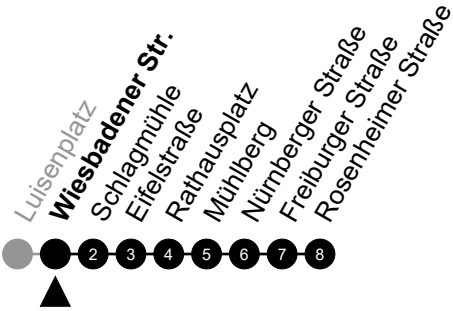 Luisenplatz
Wiesbadener Str.
Schlagmühle
Eifelstraße
Rathausplatz
Mühlberg
Nürnberger Straße
Freiburger Straße
Rosenheimer Straße
2 3 4 5 6 7 8